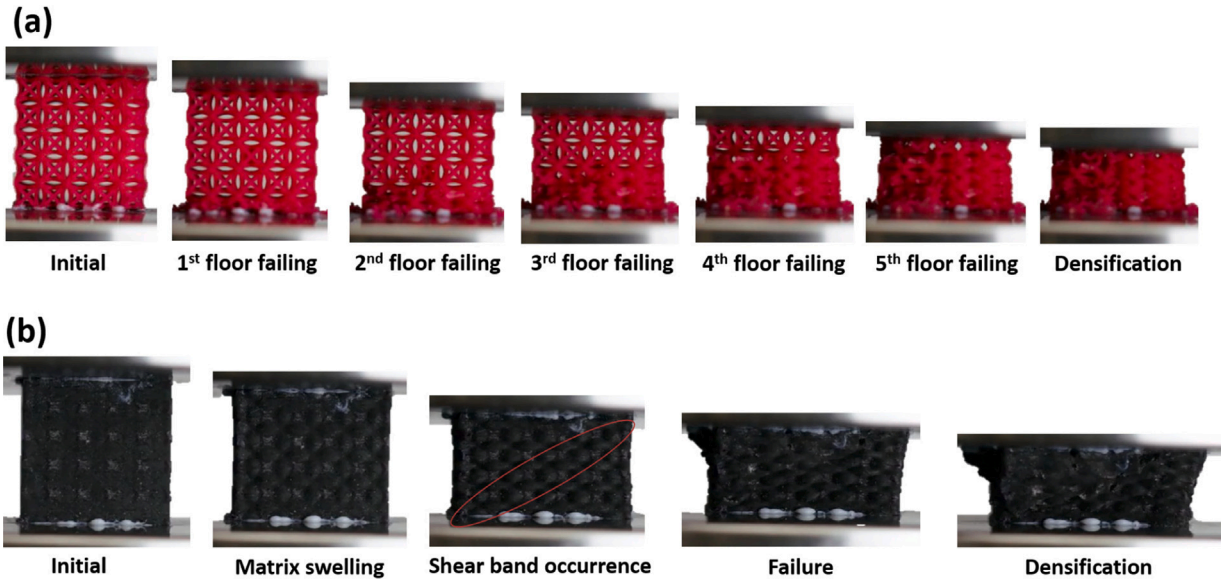 (a)
Initial
1st floor failing
2nd floor failing
3rd floor failing
4th floor failing
5th floor failing
Densification
(b)
Initial
Matrix swelling
Shear band occurrence
Failure
Densification